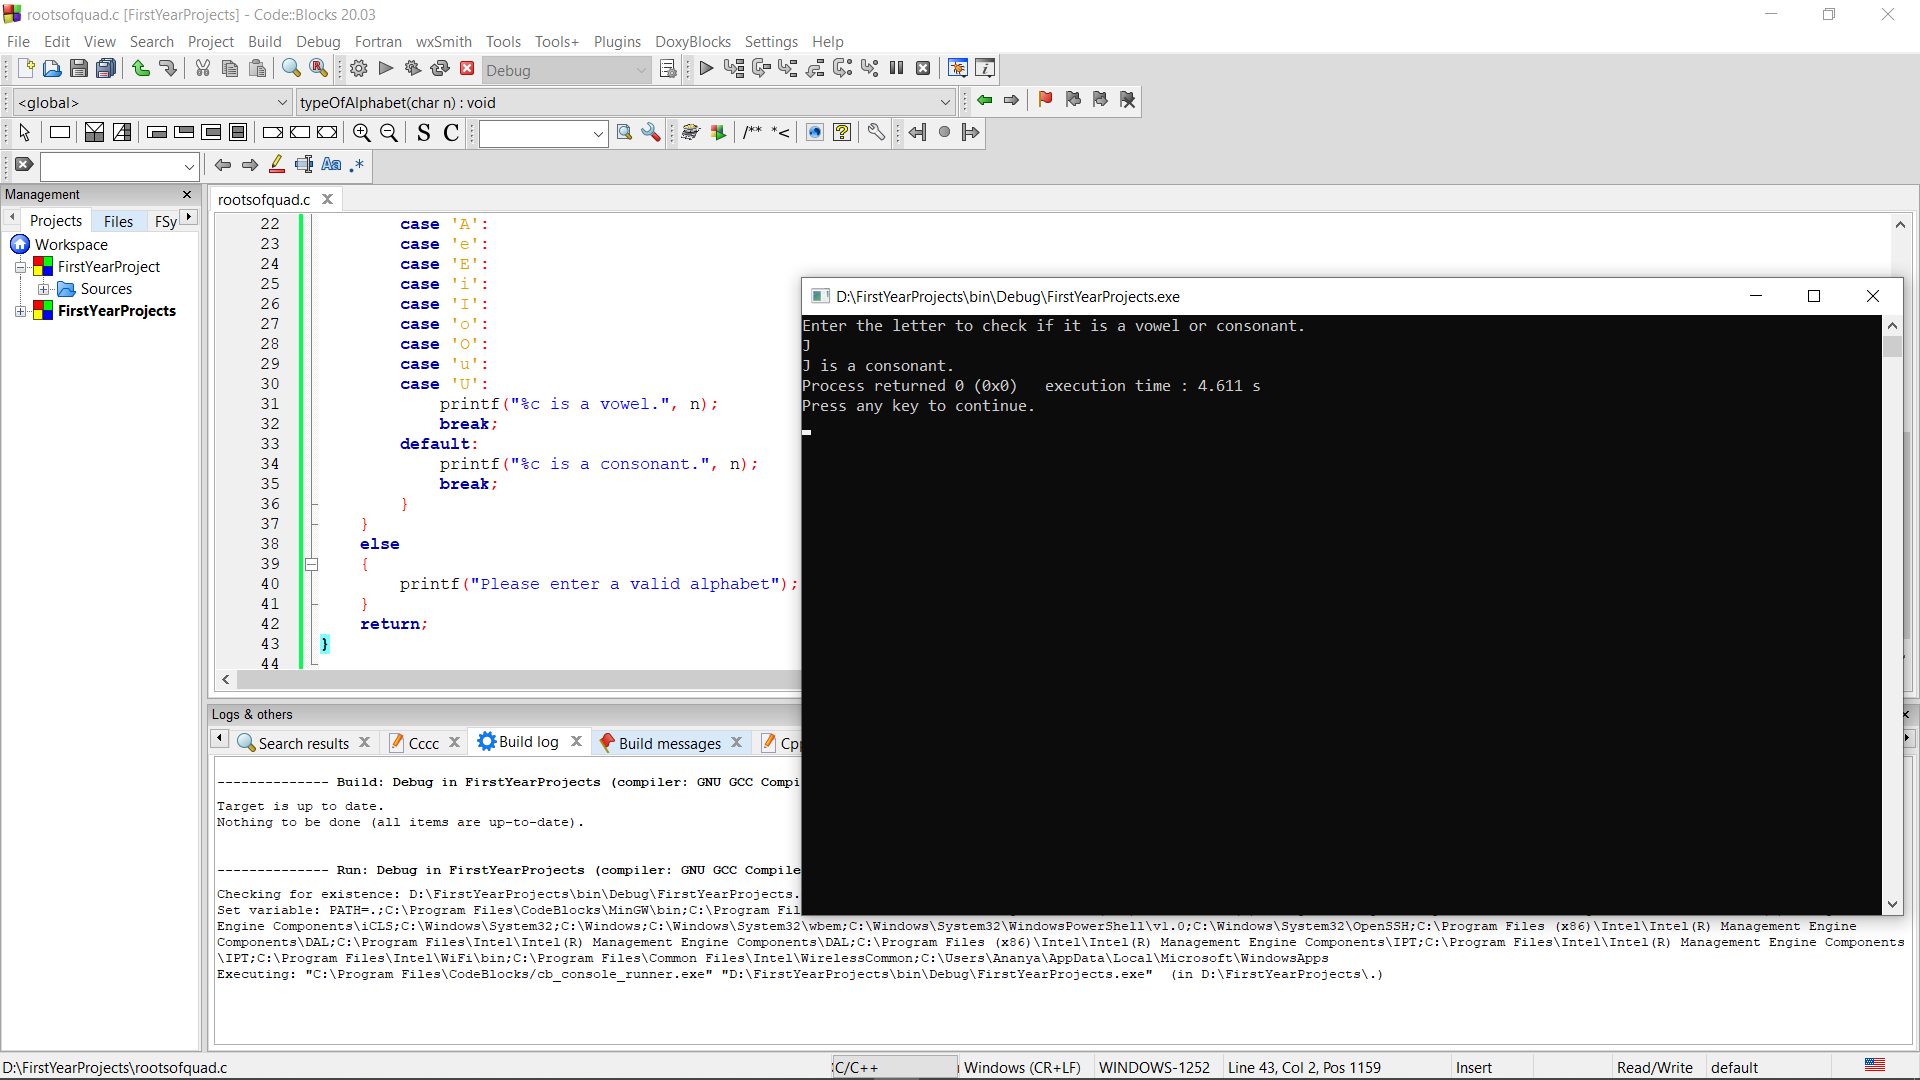 rootsofquad.c [FirstYearProjects] - Code::Blocks 20.03
File Edit View Search Project Build Debug Fortran wxSmith Tools Tools+ Plugins DoxyBlocks Settings Help
Debug
<global> typeOfAlphabet(char n) : void
S C /** *<
Aa .*
Management
Projects Files FSy
Workspace
FirstYearProject
Sources
FirstYearProjects
rootsofquad.c
22 case 'A':
23 case 'e':
24 case 'E':
25 case 'i':
26 case 'I':
27 case 'o':
28 case 'O':
29 case 'u':
30 case 'U':
31 printf("%c is a vowel.", n);
32 break;
33 default:
34 printf("%c is a consonant.", n);
35 break;
36 }
37 }
38 else
39 {
40 printf("Please enter a valid alphabet");
41 }
42 return;
43 }
44
D:\FirstYearProjects\bin\Debug\FirstYearProjects.exe
Enter the letter to check if it is a vowel or consonant.
J
J is a consonant.
Process returned 0 (0x0) execution time : 4.611 s
Press any key to continue.
Logs & others
Search results Cccc Build log Build messages Cp
-------------- Build: Debug in FirstYearProjects (compiler: GNU GCC Compi
Target is up to date.
Nothing to be done (all items are up-to-date).
-------------- Run: Debug in FirstYearProjects (compiler: GNU GCC Compile
Checking for existence: D:\FirstYearProjects\bin\Debug\FirstYearProjects.
Set variable: PATH=.;C:\Program Files\CodeBlocks\MinGW\bin;C:\Program Fil
Engine Components\iCLS;C:\Windows\System32;C:\Windows;C:\Windows\System32\wbem;C:\Windows\System32\WindowsPowerShell\v1.0;C:\Windows\System32\OpenSSH;C:\Program Files (x86)\Intel\Intel(R) Management Engine
Components\DAL;C:\Program Files\Intel\Intel(R) Management Engine Components\DAL;C:\Program Files (x86)\Intel\Intel(R) Management Engine Components\IPT;C:\Program Files\Intel\Intel(R) Management Engine Components
\IPT;C:\Program Files\Intel\WiFi\bin;C:\Program Files\Common Files\Intel\WirelessCommon;C:\Users\Ananya\AppData\Local\Microsoft\WindowsApps
Executing: "C:\Program Files\CodeBlocks/cb_console_runner.exe" "D:\FirstYearProjects\bin\Debug\FirstYearProjects.exe" (in D:\FirstYearProjects\.)
D:\FirstYearProjects\rootsofquad.c C/C++ Windows (CR+LF) WINDOWS-1252 Line 43, Col 2, Pos 1159 Insert Read/Write default